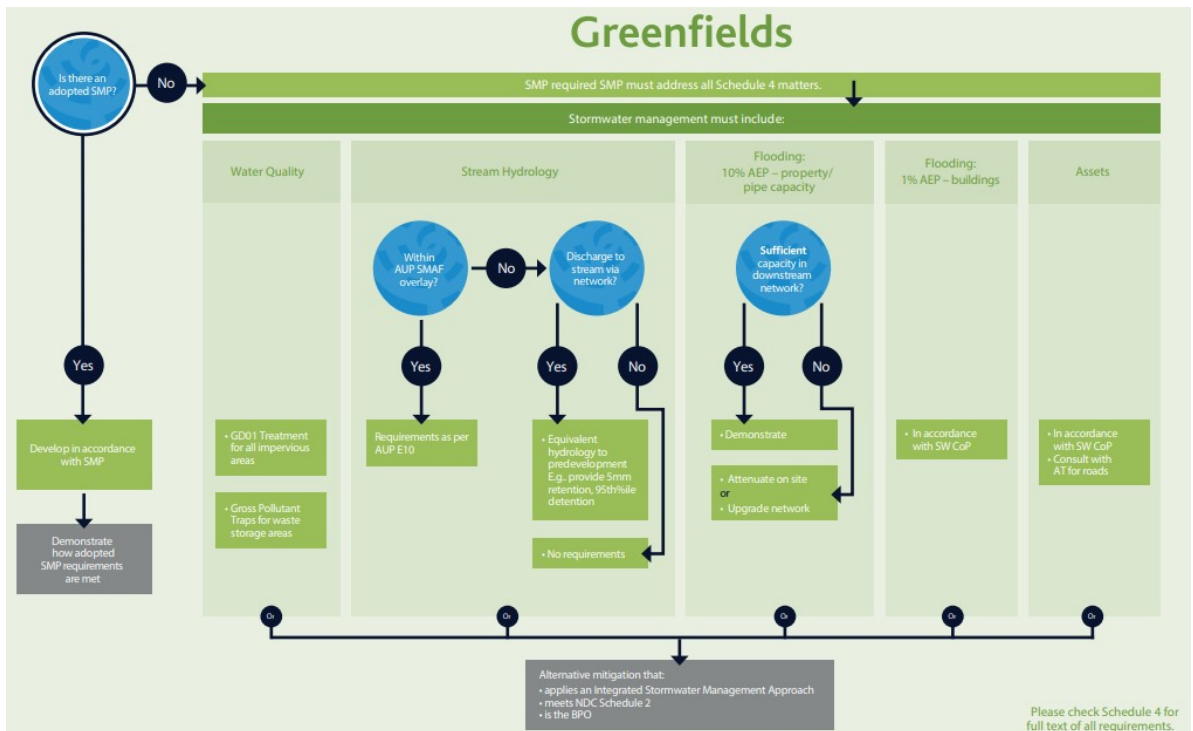 Greenfields
Is there an
adopted SMP?
No
SMP required SMP must address all Schedule 4 matters.
Stormwater management must include:
Water Quality
Stream Hydrology
Flooding:
10% AEP – property/
pipe capacity
Flooding:
1% AEP – buildings
Assets
Within
AUP SMAF
overlay?
No
Discharge to
stream via
network?
Sufficient
capacity in
downstream
network?
Yes
Yes
Yes
No
Yes
No
Develop in accordance
with SMP
Demonstrate
how adopted
SMP requirements
are met
• GD01 Treatment
for all impervious
areas
• Gross Pollutant
Traps for waste
storage areas
Requirements as per
AUP E10
• Equivalent
hydrology to
predevelopment
E.g.. provide 5mm
retention, 95th%ile
detention
• No requirements
• Demonstrate
• Attenuate on site
or
• Upgrade network
• In accordance
with SW CoP
• In accordance
with SW CoP
• Consult with
AT for roads
Or
Or
Or
Or
Or
Alternative mitigation that:
• applies an Integrated Stormwater Management Approach
• meets NDC Schedule 2
• is the BPO
Please check Schedule 4 for
full text of all requirements.